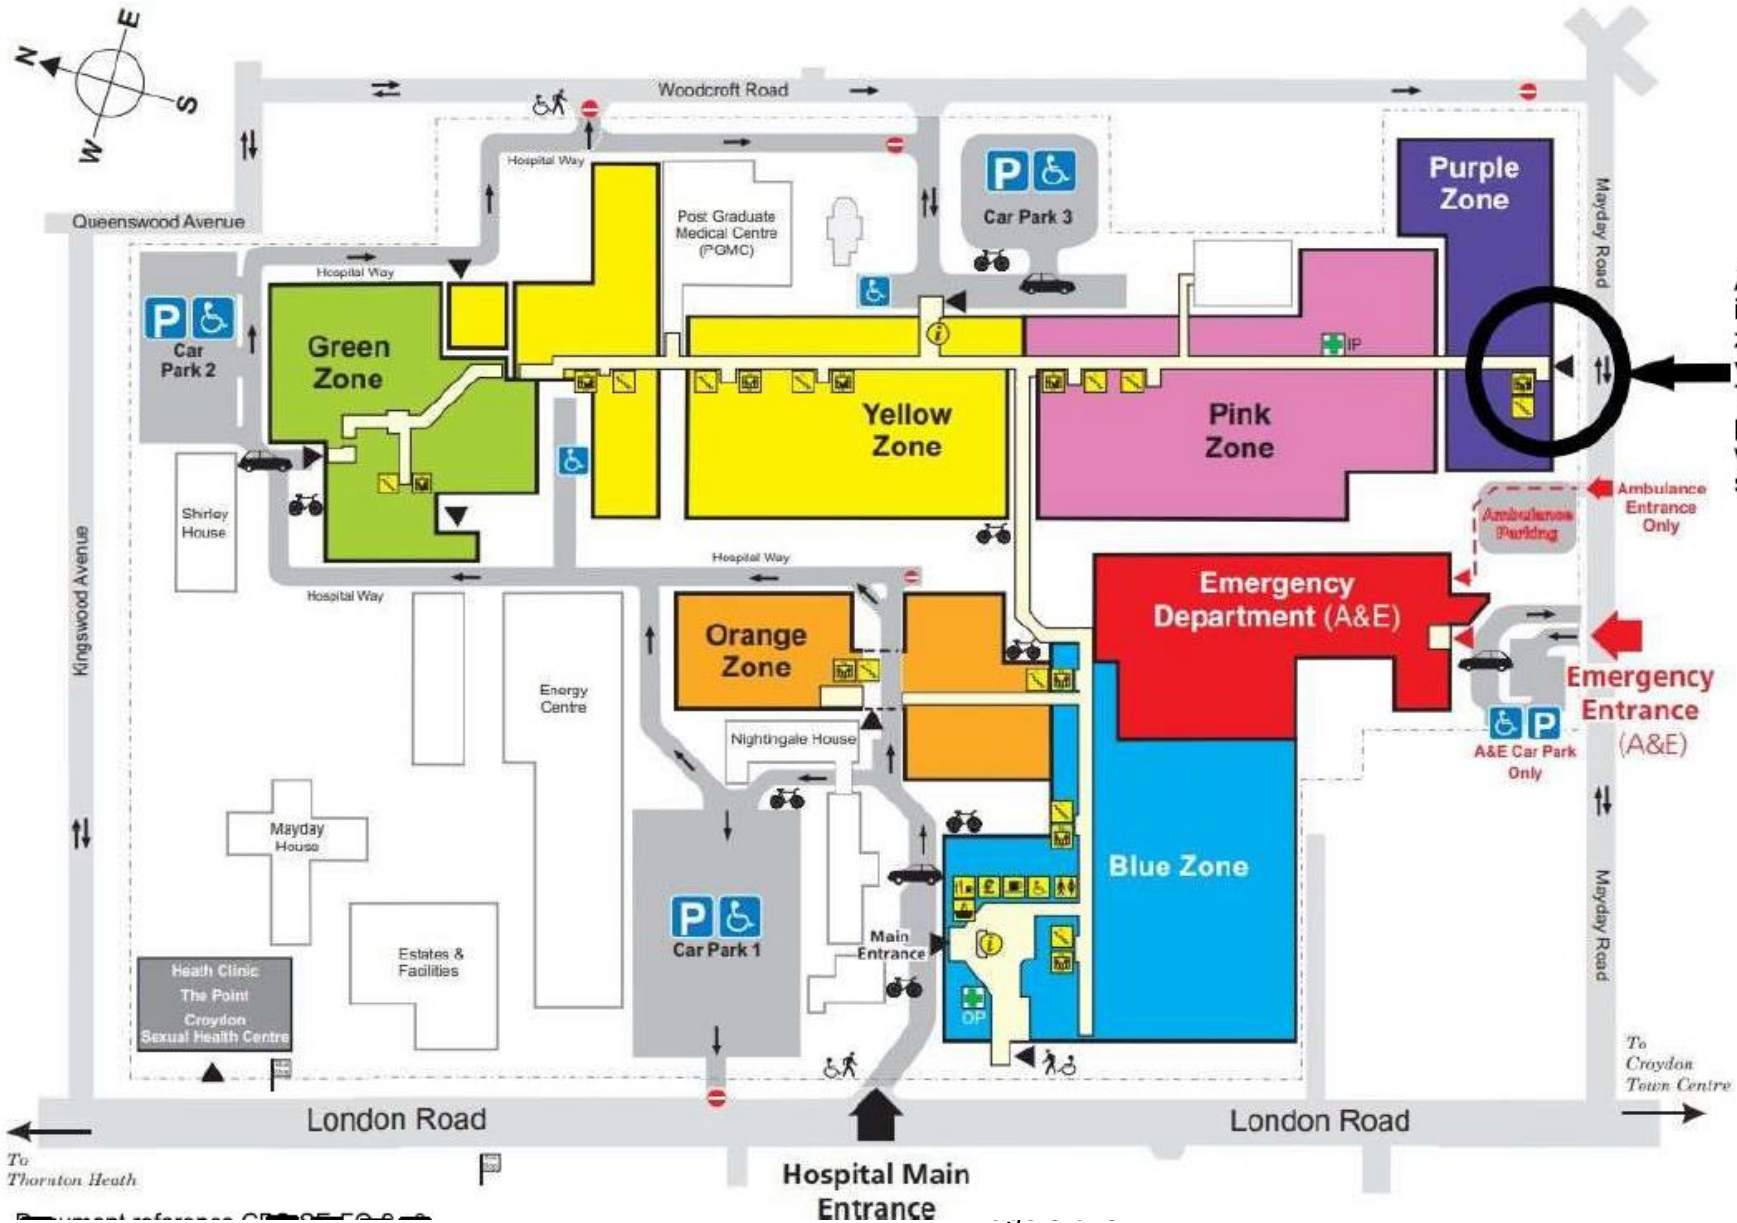 E
N
S
W
Woodcroft Road
Hospital Way
Queenswood Avenue
Hospital Way
P
Car
Park 2
Green
Zone
Post Graduate
Medical Centre
(PGMC)
P
Car Park 3
Purple
Zone
Mayday Road
i
IP
Yellow
Zone
Pink
Zone
Shirley
House
Kingswood Avenue
Hospital Way
Hospital Way
Ambulance
Parking
Ambulance
Entrance
Only
Emergency
Department (A&E)
Orange
Zone
Energy
Centre
Nightingale House
Emergency
Entrance
(A&E)
P
A&E Car Park
Only
Mayday
House
Blue Zone
£
P
Car Park 1
Main
Entrance
i
OP
Estates &
Facilities
Mayday Road
Heath Clinic
The Point
Croydon
Sexual Health Centre
To
Croydon
Town Centre
London Road
London Road
To
Thornton Heath
Hospital Main
Entrance